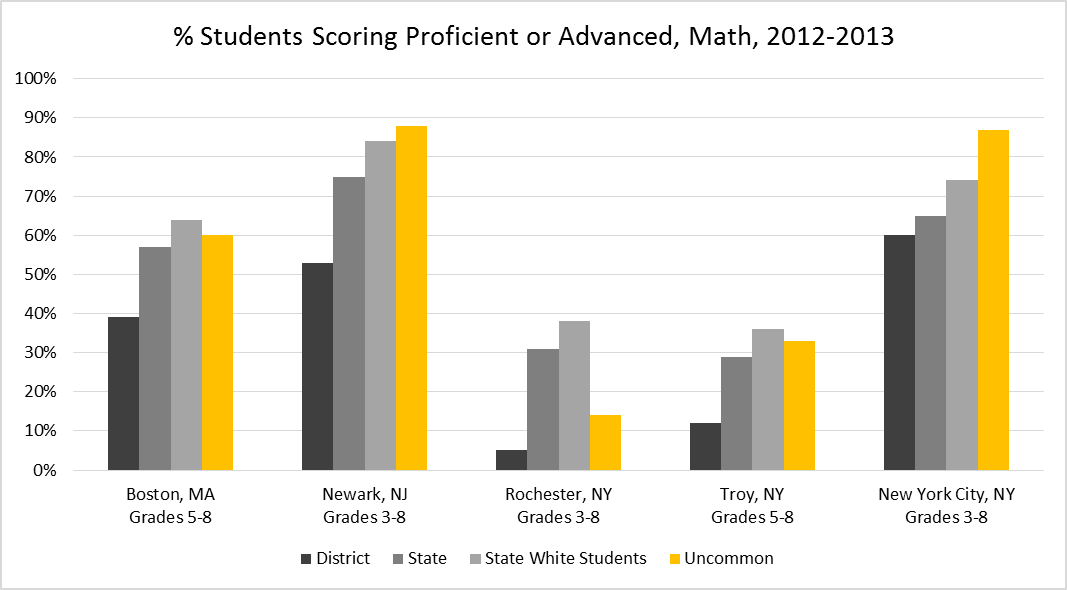 % Students Scoring Proficient or Advanced, Math, 2012-2013
100%
90%
80%
70%
60%
50%
40%
30%
20%
10%
0%
Boston, MA
Grades 5-8
Newark, NJ
Grades 3-8
Rochester, NY
Grades 3-8
Troy, NY
Grades 5-8
New York City, NY
Grades 3-8
District
State
State White Students
Uncommon